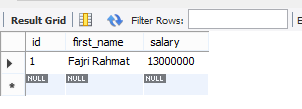 Result Grid Filter Rows:
id first_name salary
1 Fajri Rahmat 13000000
NULL NULL NULL